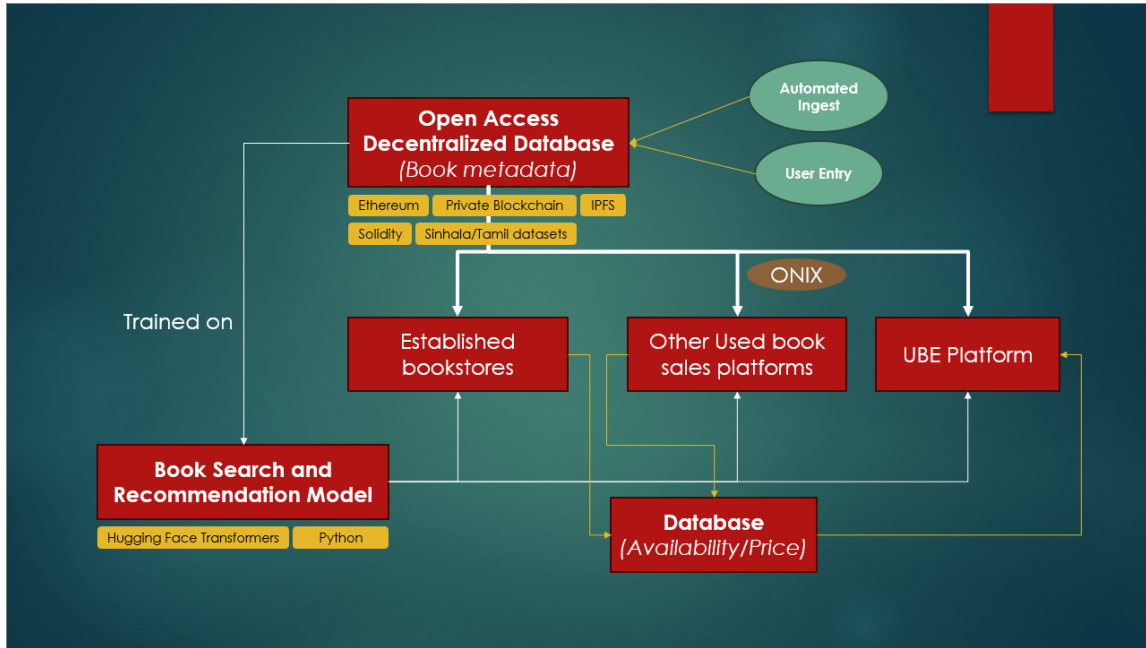 Automated
Ingest
Open Access
Decentralized Database
(Book metadata)
User Entry
Ethereum
Private Blockchain
IPFS
Solidity
Sinhala/Tamil datasets
ONIX
Trained on
Established
bookstores
Other Used book
sales platforms
UBE Platform
Book Search and
Recommendation Model
Hugging Face Transformers
Python
Database
(Availability/Price)